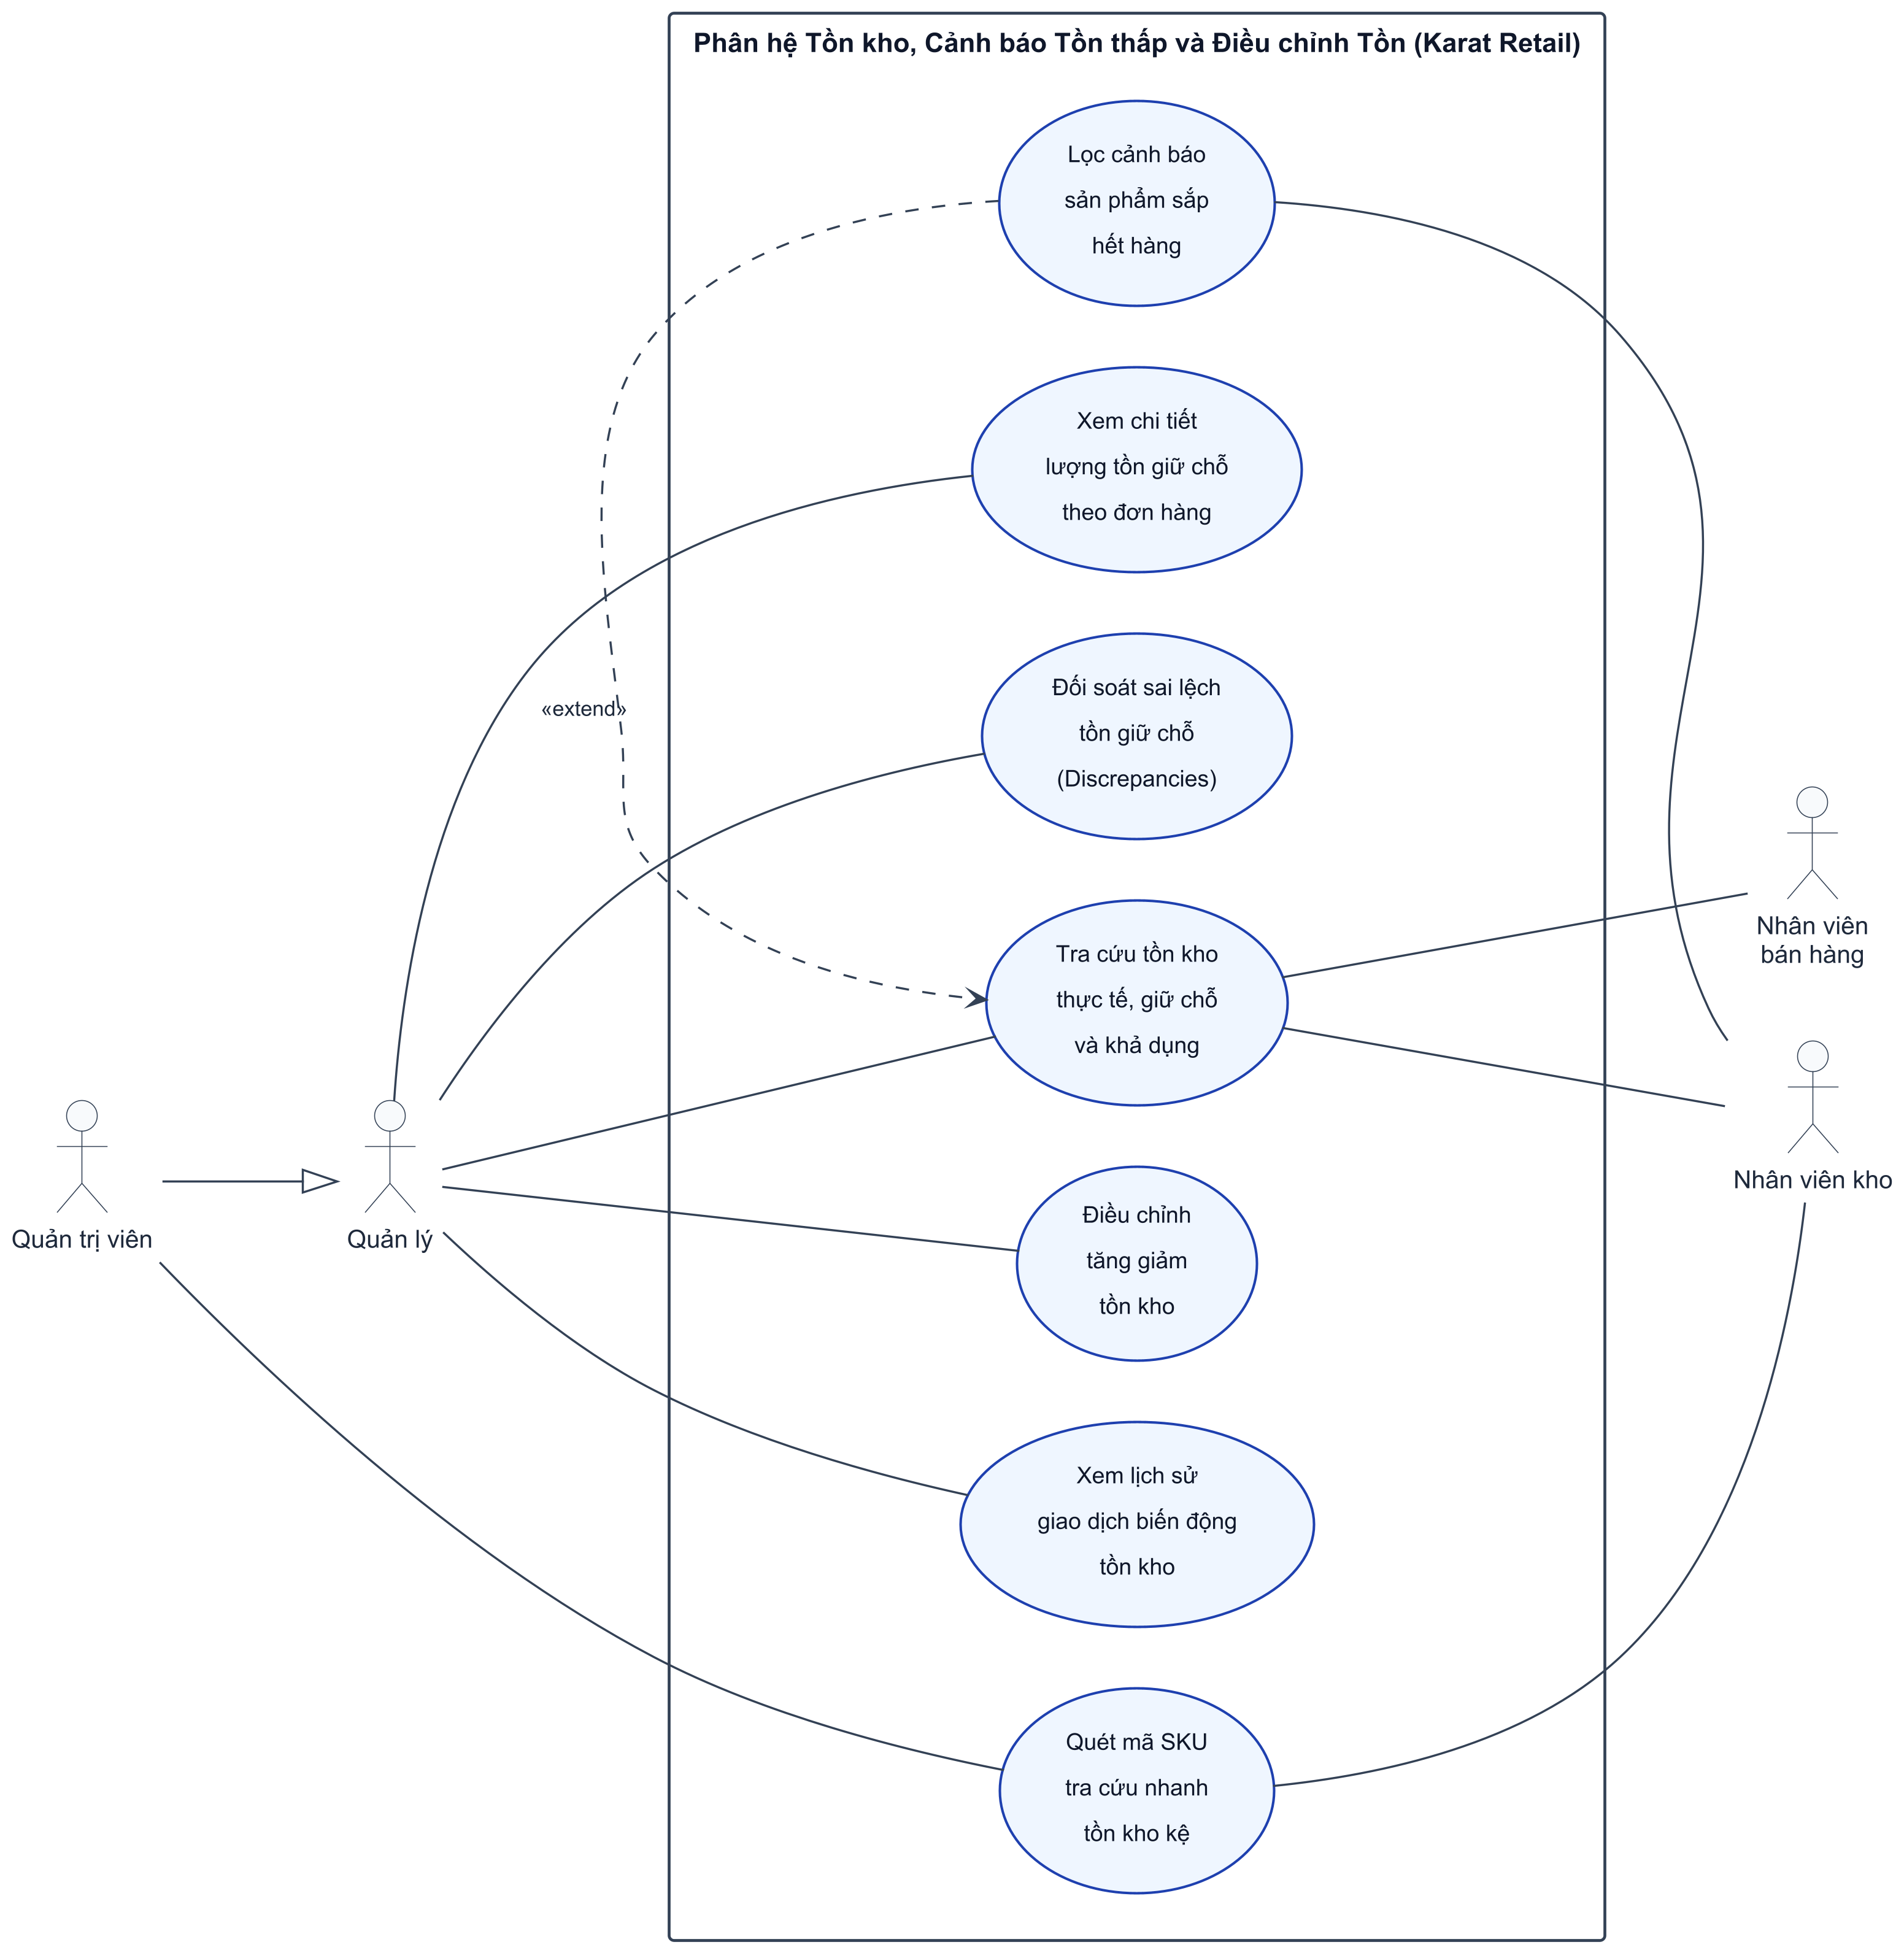 Phân hệ Tồn kho, Cảnh báo Tồn thấp và Điều chỉnh Tồn (Karat Retail)
Lọc cảnh báo
sản phẩm sắp
hết hàng
Xem chi tiết
lượng tồn giữ chỗ
theo đơn hàng
Đối soát sai lệch
tồn giữ chỗ
(Discrepancies)
«extend»
Tra cứu tồn kho
thực tế, giữ chỗ
và khả dụng
Nhân viên
bán hàng
Nhân viên kho
Quản trị viên
Quản lý
Điều chỉnh
tăng giảm
tồn kho
Xem lịch sử
giao dịch biến động
tồn kho
Quét mã SKU
tra cứu nhanh
tồn kho kệ